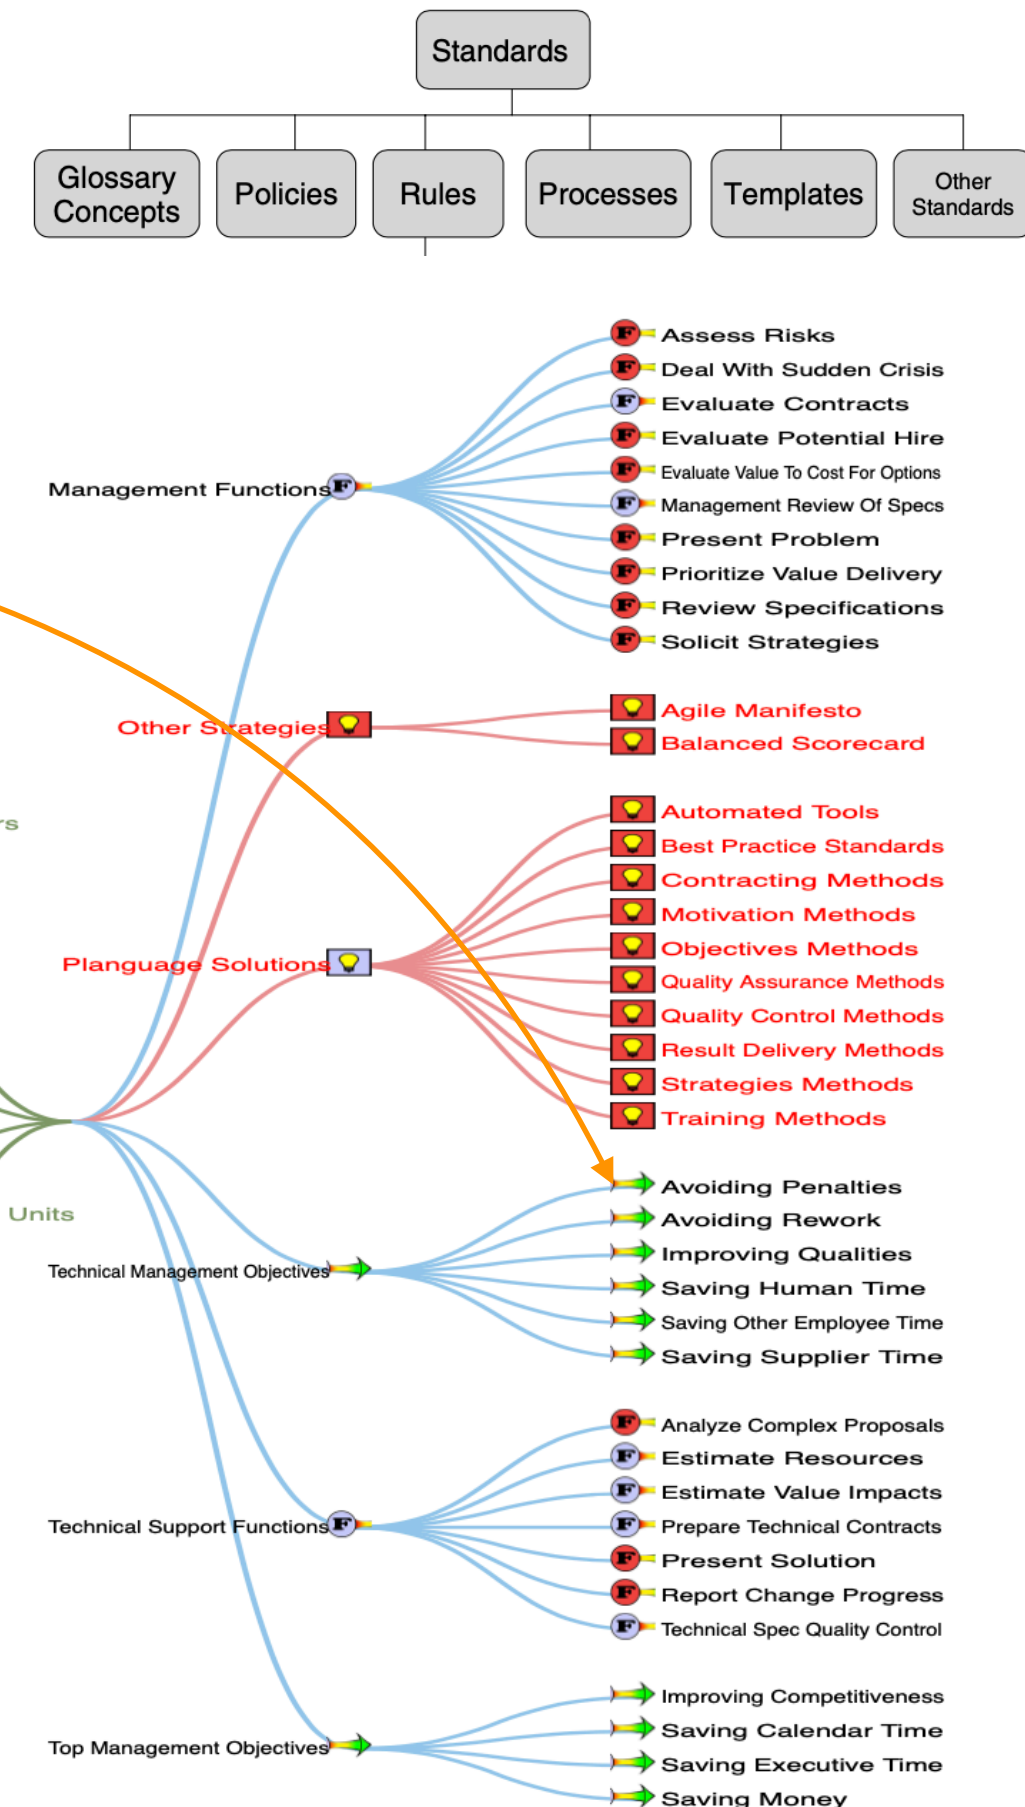 Standards
Glossary
Concepts
Policies
Rules
Processes
Templates
Other
Standards
Management Functions
F
F Assess Risks
F Deal With Sudden Crisis
F Evaluate Contracts
F Evaluate Potential Hire
F Evaluate Value To Cost For Options
F Management Review Of Specs
F Present Problem
F Prioritize Value Delivery
F Review Specifications
F Solicit Strategies
Other Strategies
Agile Manifesto
Balanced Scorecard
rs
Planguage Solutions
Automated Tools
Best Practice Standards
Contracting Methods
Motivation Methods
Objectives Methods
Quality Assurance Methods
Quality Control Methods
Result Delivery Methods
Strategies Methods
Training Methods
Units
Technical Management Objectives
Avoiding Penalties
Avoiding Rework
Improving Qualities
Saving Human Time
Saving Other Employee Time
Saving Supplier Time
Technical Support Functions
F
F Analyze Complex Proposals
F Estimate Resources
F Estimate Value Impacts
F Prepare Technical Contracts
F Present Solution
F Report Change Progress
F Technical Spec Quality Control
Top Management Objectives
Improving Competitiveness
Saving Calendar Time
Saving Executive Time
Saving Money